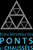 ÉCOLE NATIONALE DES
PONTS
et CHAUSSÉES